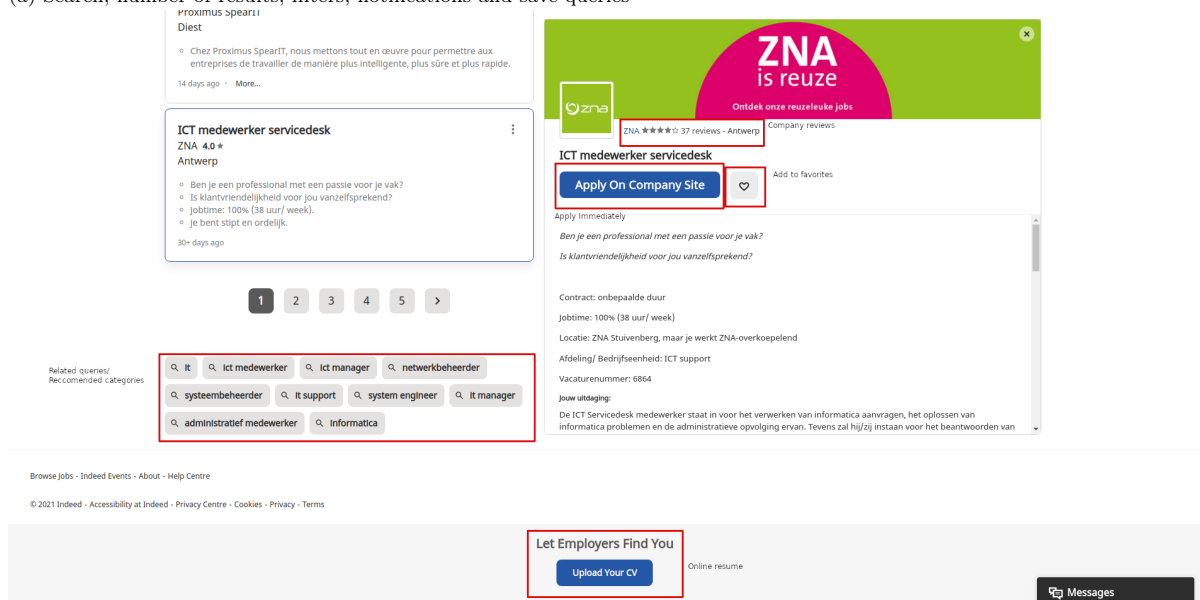 (a) Search, number of results, filters, notifications and save queries
Proximus SpearIT
Diest
Chez Proximus SpearIT, nous mettons tout en œuvre pour permettre aux
entreprises de travailler de manière plus intelligente, plus sûre et plus rapide.
14 days ago · More...
ICT medewerker servicedesk
ZNA 4.0
Antwerp
Ben je een professional met een passie voor je vak?
Is klantvriendelijkheid voor jou vanzelfsprekend?
Jobtime: 100% (38 uur/ week).
Je bent stipt en ordelijk.
30+ days ago
1 2 3 4 5 >
Related queries/
Reccomended categories
it ict medewerker ict manager netwerkbeheerder
systeembeheerder it support system engineer it manager
administratief medewerker informatica
ZNA
is reuze
Ontdek onze reuzeleuke jobs
zna
ZNA ★★★★☆ 37 reviews - Antwerp
Company reviews
ICT medewerker servicedesk
Apply On Company Site
Add to favorites
Apply Immediately
Ben je een professional met een passie voor je vak?
Is klantvriendelijkheid voor jou vanzelfsprekend?
Contract: onbepaalde duur
Jobtime: 100% (38 uur/ week)
Locatie: ZNA Stuivenberg, maar je werkt ZNA-overkoepelend
Afdeling/ Bedrijfseenheid: ICT support
Vacaturenummer: 6864
Jouw uitdaging:
De ICT Servicedesk medewerker staat in voor het verwerken van informatica aanvragen, het oplossen van
informatica problemen en de administratieve opvolging ervan. Tevens zal hij/zij instaan voor het beantwoorden van
Browse Jobs - Indeed Events - About - Help Centre
© 2021 Indeed - Accessibility at Indeed - Privacy Centre - Cookies - Privacy - Terms
Let Employers Find You
Upload Your CV
Online resume
Messages